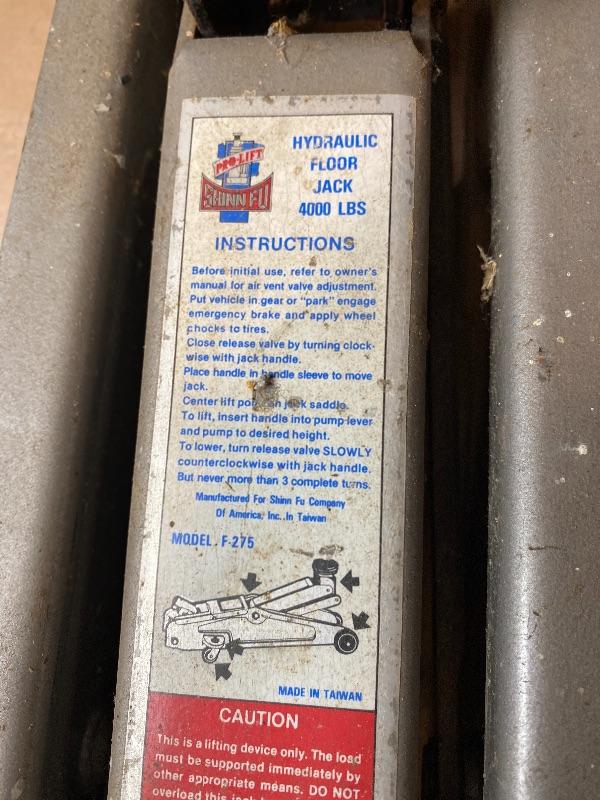 PRO-LIFT
SHINN FU
HYDRAULIC
FLOOR
JACK
4000 LBS
INSTRUCTIONS
Before initial use, refer to owner's
manual for air vent valve adjustment.
Put vehicle in gear or "park" engage
emergency brake and apply wheel
chocks to tires.
Close release valve by turning clock-
wise with jack handle.
Place handle in handle sleeve to move
jack.
Center lift jack saddle.
To lift, insert handle into pump lever
and pump to desired height.
To lower, turn release valve SLOWLY
counterclockwise with jack handle.
But never more than 3 complete turns.
Manufactured For Shinn Fu Company
Of America, Inc., In Taiwan
MODEL. F-275
MADE IN TAIWAN
CAUTION
This is a lifting device only. The load
must be supported immediately by
other appropriate means. DO NOT
overload this